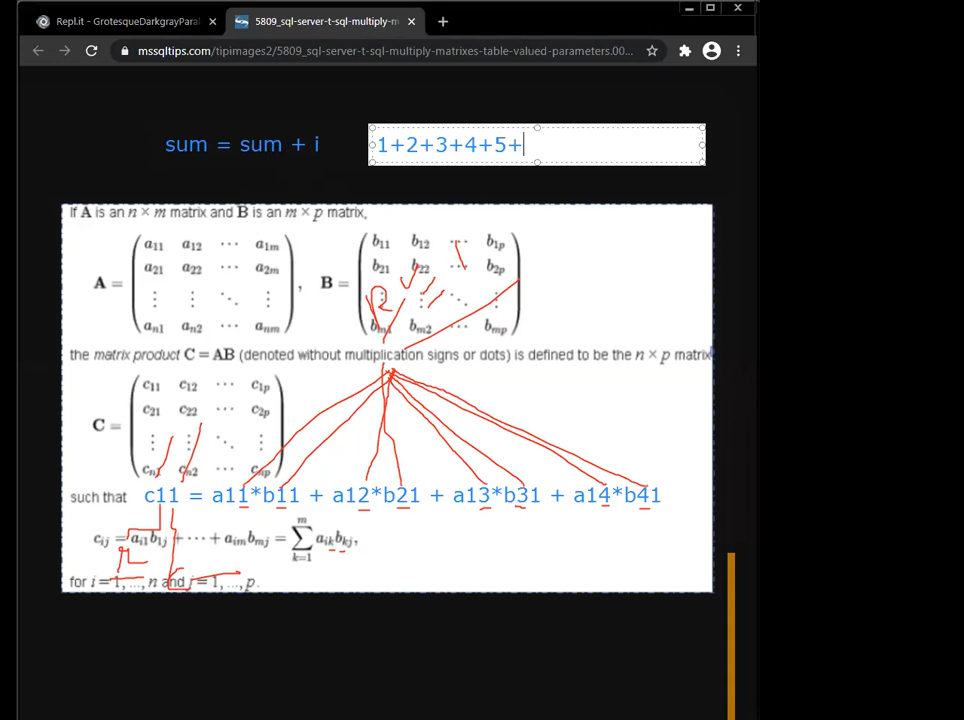 Repl.it - GrotesqueDarkgrayParal
5809_sql-server-t-sql-multiply-m
mssqltips.com/tipimages2/5809_sql-server-t-sql-multiply-matrixes-table-valued-parameters.00...
sum = sum + i
1+2+3+4+5+
If A is an n × m matrix and B is an m × p matrix,
a11 a12 ⋯ a1m
a21 a22 ⋯ a2m
⋮ ⋮ ⋱ ⋮
an1 an2 ⋯ anm
A =
,
b11 b12 ⋯ b1p
b21 b22 ⋯ b2p
⋮ ⋮ ⋱ ⋮
bm1 bm2 ⋯ bmp
B =
the matrix product C = AB (denoted without multiplication signs or dots) is defined to be the n × p matrix
c11 c12 ⋯ c1p
c21 c22 ⋯ c2p
⋮ ⋮ ⋱ ⋮
cn1 cn2 ⋯ cnp
C =
such that c11 = a11*b11 + a12*b21 + a13*b31 + a14*b41
cij = ai1b1j + ⋯ + aimbmj = ∑ m k=1 aikbkj,
for i = 1, ..., n and j = 1, ..., p.